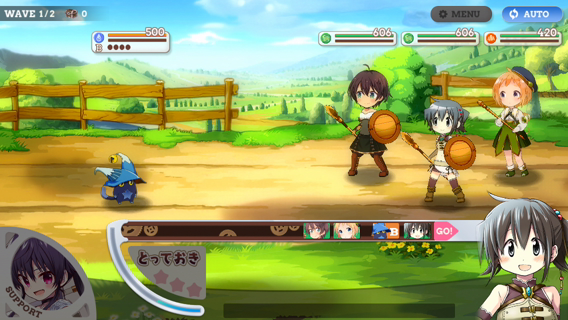 WAVE 1/2 0
MENU
AUTO
500
B
606
606
420
B
GO!
とっておき
SUPPORT